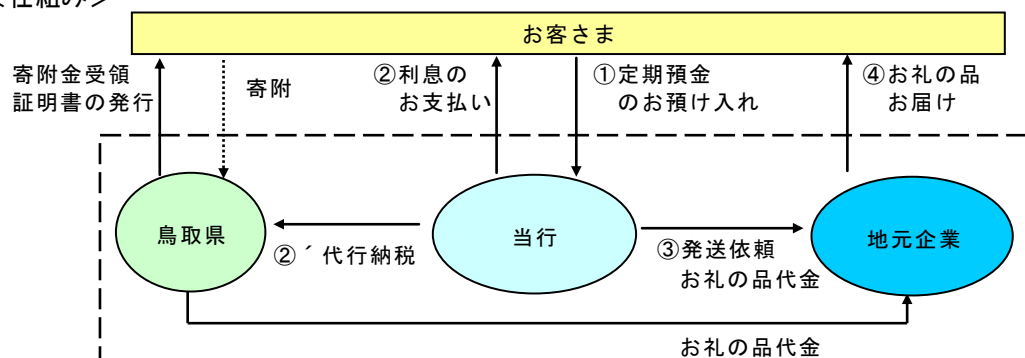 仕組み＞
お客さま
寄附金受領
証明書の発行
寄附
②利息の
お支払い
①定期預金
のお預け入れ
④お礼の品
お届け
鳥取県
当行
地元企業
②´代行納税
③発送依頼
お礼の品代金
お礼の品代金